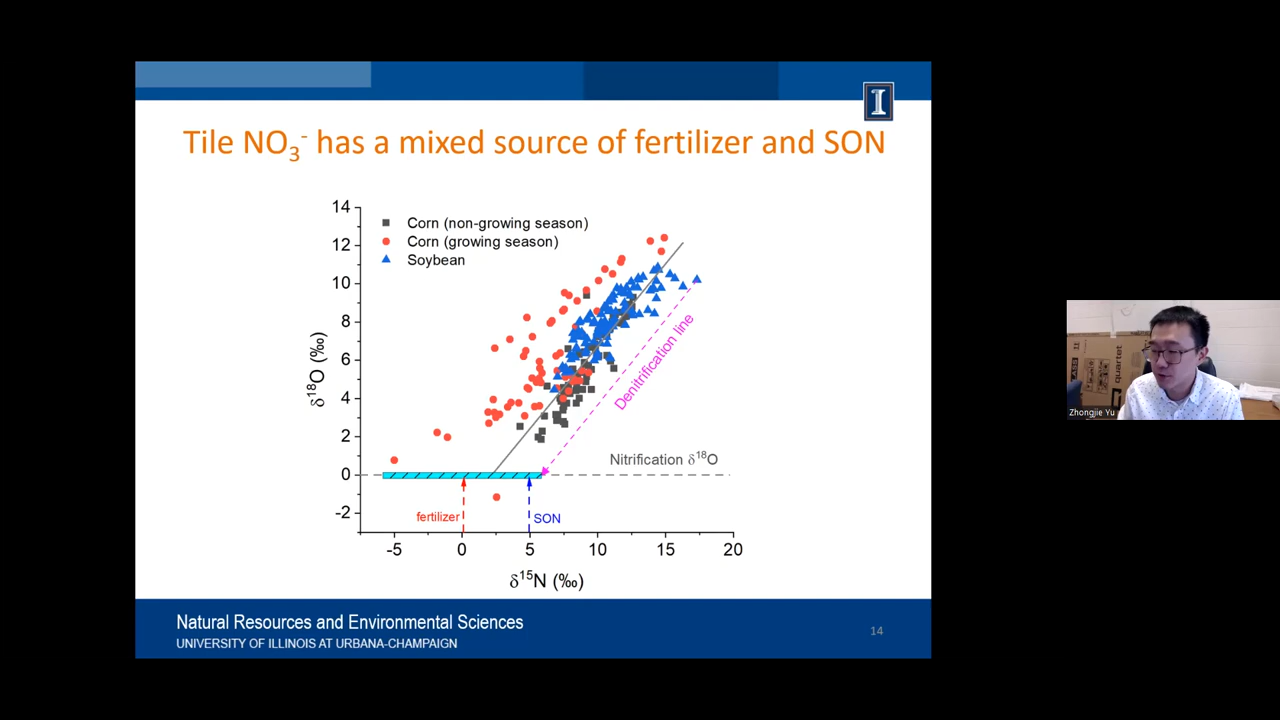 I
Tile NO₃⁻ has a mixed source of fertilizer and SON
14
12
10
8
6
4
2
0
-2
δ¹⁸O (‰)
Corn (non-growing season)
Corn (growing season)
Soybean
Denitrification line
Nitrification δ¹⁸O
fertilizer
SON
-5 0 5 10 15 20
δ¹⁵N (‰)
Natural Resources and Environmental Sciences
UNIVERSITY OF ILLINOIS AT URBANA-CHAMPAIGN
14
quartet
Zhongjie Yu